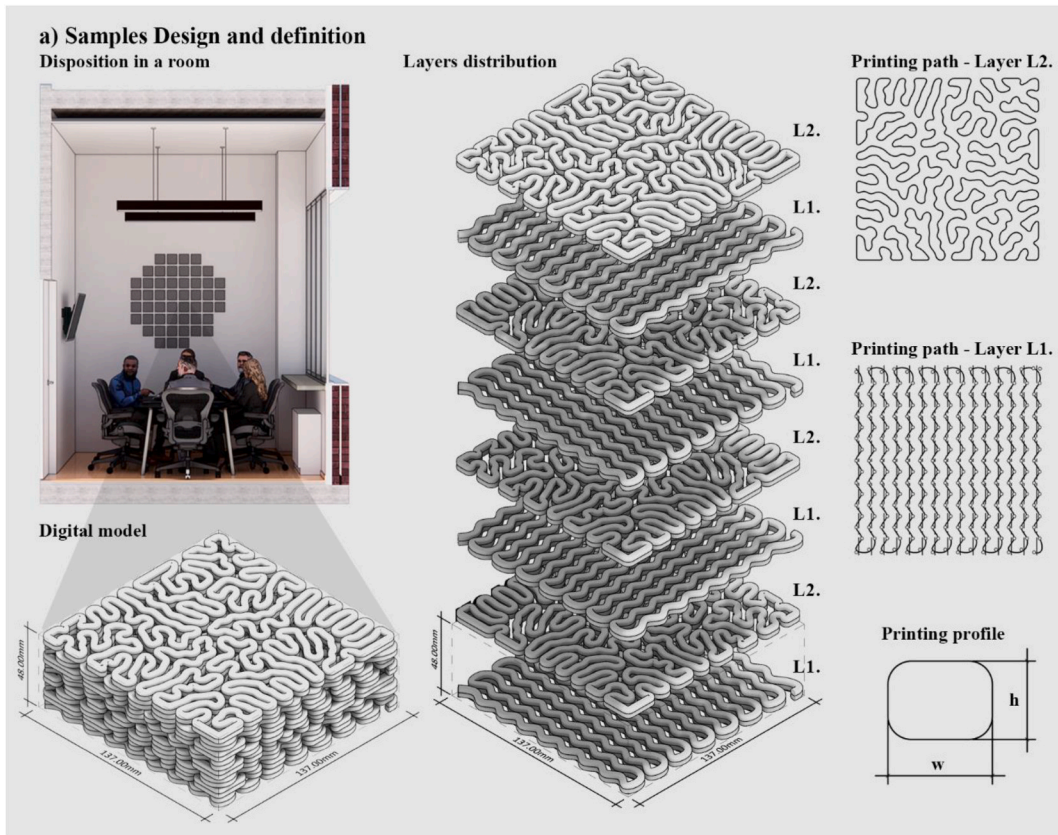 a) Samples Design and definition
Disposition in a room
Layers distribution
Printing path - Layer L2.
L2.
L1.
L2.
L1.
Printing path - Layer L1.
L2.
L1.
L2.
L1.
Digital model
48.00mm
137.00mm
137.00mm
48.00mm
137.00mm
137.00mm
Printing profile
h
w